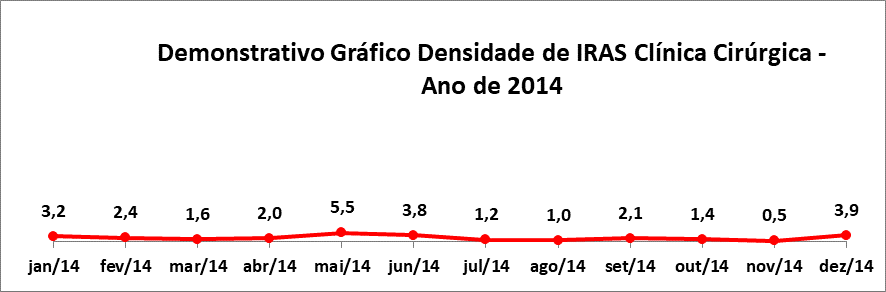 Demonstrativo Gráfico Densidade de IRAS Clínica Cirúrgica -
Ano de 2014
3,2 2,4 1,6 2,0 5,5 3,8 1,2 1,0 2,1 1,4 0,5 3,9
jan/14 fev/14 mar/14 abr/14 mai/14 jun/14 jul/14 ago/14 set/14 out/14 nov/14 dez/14